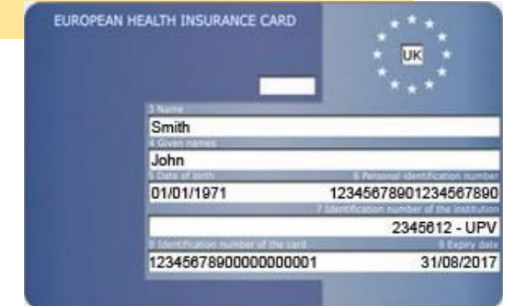 EUROPEAN HEALTH INSURANCE CARD
UK
3 Name
Smith
4 Given names
John
5 Date of birth 6 Personal identification number
01/01/1971 12345678901234567890
7 Identification number of the institution
2345612 - UPV
8 Identification number of the card 9 Expiry date
12345678900000000001 31/08/2017